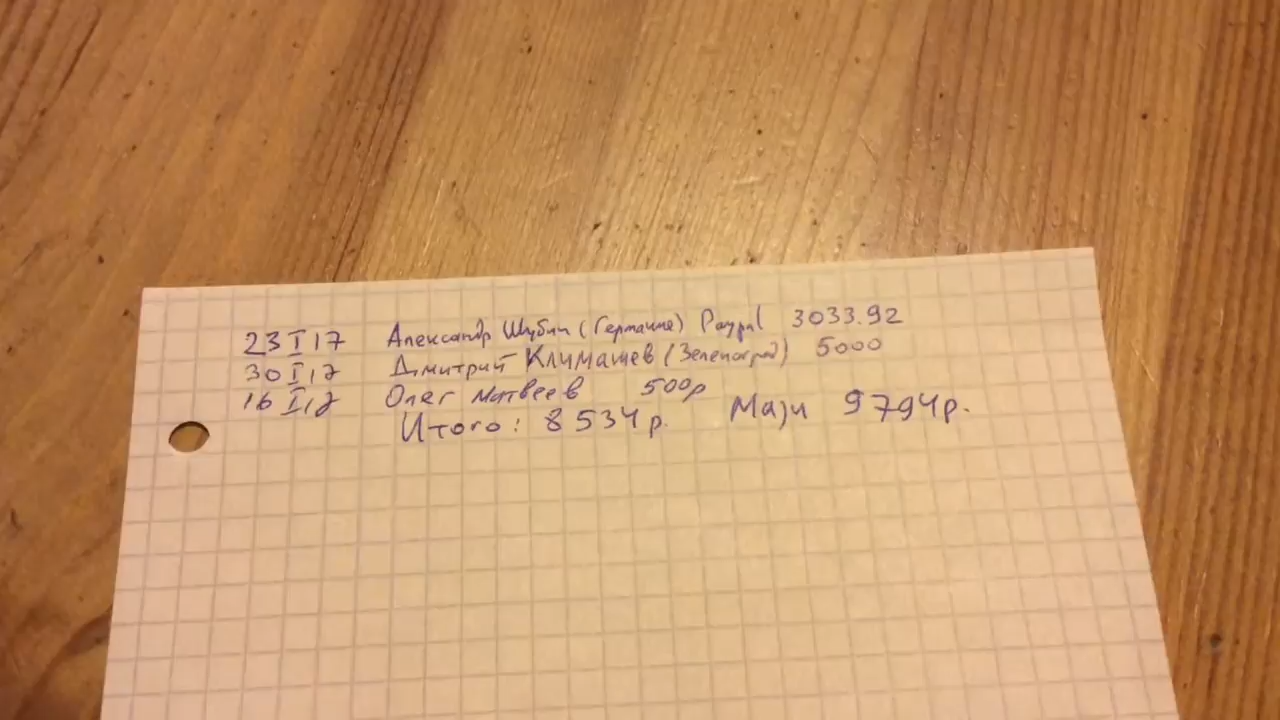 23 I 17 Александр Шубин (Германия) Paypal 3033.92
30 I 17 Дмитрий Климашев (Зеленоград) 5000
16 I 17 Олег Матвеев 500р
Итого: 8534р. 9794р.